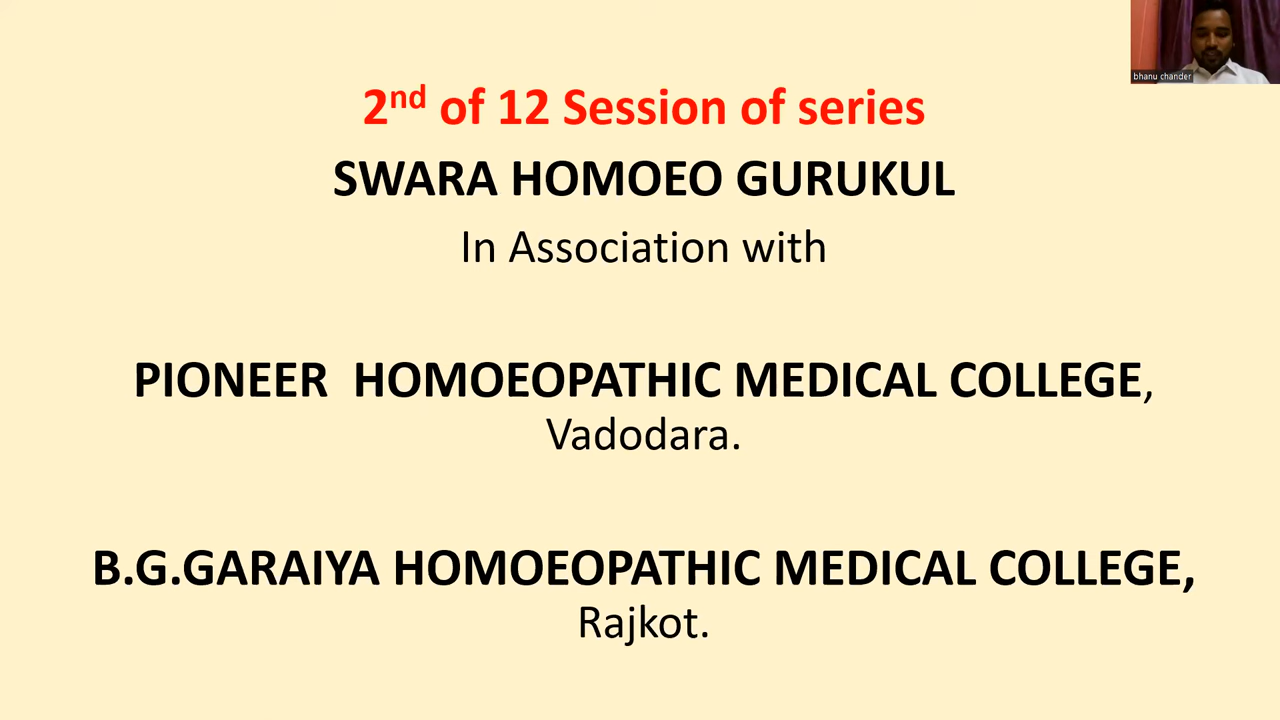 bhanu chander
2nd of 12 Session of series
SWARA HOMOEO GURUKUL
In Association with
PIONEER HOMOEOPATHIC MEDICAL COLLEGE,
Vadodara.
B.G.GARAIYA HOMOEOPATHIC MEDICAL COLLEGE,
Rajkot.